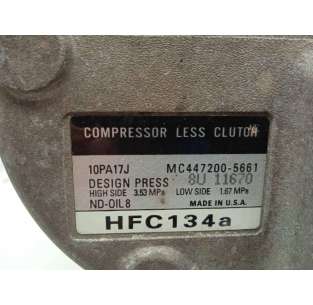 COMPRESSOR LESS CLUTCH
10PA17J MC447200-5661
DESIGN PRESS 8U 11670
HIGH SIDE 3.53 MPa LOW SIDE 1.67 MPa
ND-OIL8 MADE IN U.S.A.
HFC134a